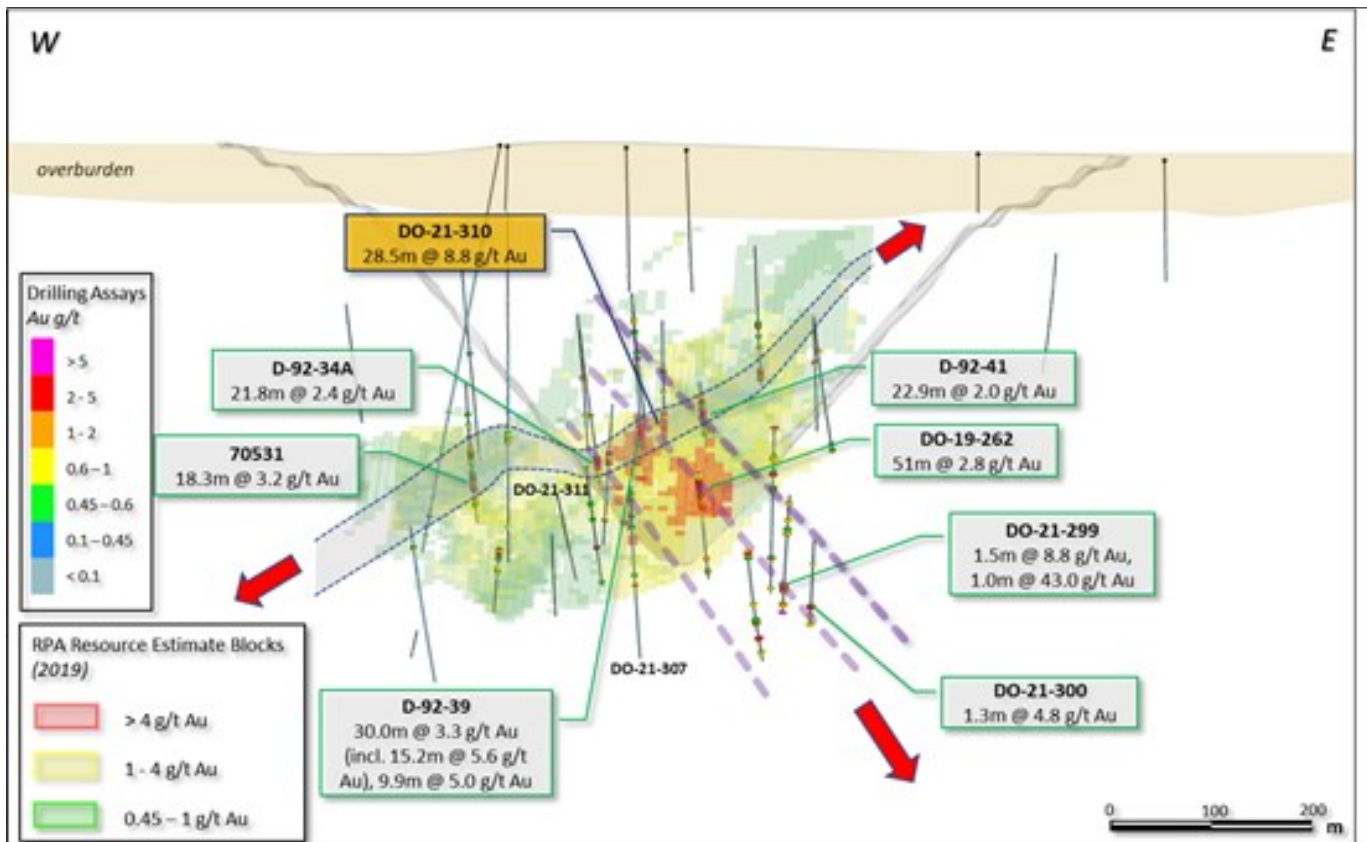 W
E
overburden
DO-21-310
28.5m @ 8.8 g/t Au
Drilling Assays
Au g/t
> 5
2 - 5
1 - 2
0.6 – 1
0.45 – 0.6
0.1 – 0.45
< 0.1
D-92-34A
21.8m @ 2.4 g/t Au
D-92-41
22.9m @ 2.0 g/t Au
70531
18.3m @ 3.2 g/t Au
DO-19-262
51m @ 2.8 g/t Au
DO-21-311
DO-21-299
1.5m @ 8.8 g/t Au,
1.0m @ 43.0 g/t Au
RPA Resource Estimate Blocks
(2019)
> 4 g/t Au
1 - 4 g/t Au
0.45 – 1 g/t Au
DO-21-307
D-92-39
30.0m @ 3.3 g/t Au
(incl. 15.2m @ 5.6 g/t
Au), 9.9m @ 5.0 g/t Au
DO-21-300
1.3m @ 4.8 g/t Au
0 100 200
m